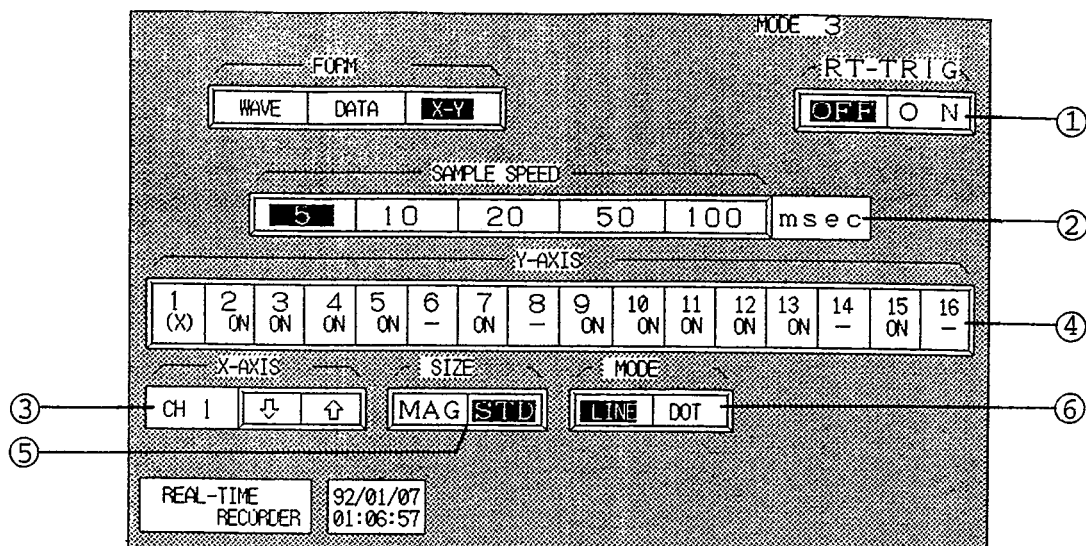 MODE 3
FORM
RT-TRIG
WAVE DATA X-Y
OFF ON
①
SAMPLE SPEED
5 10 20 50 100 msec
②
Y-AXIS
1 2 3 4 5 6 7 8 9 10 11 12 13 14 15 16
(X) ON ON ON ON - ON - ON ON ON ON ON - ON -
④
X-AXIS SIZE MODE
③
CH 1 ⇩ ⇧ MAG STD LINE DOT
⑥
⑤
REAL-TIME
RECORDER
92/01/07
01:06:57